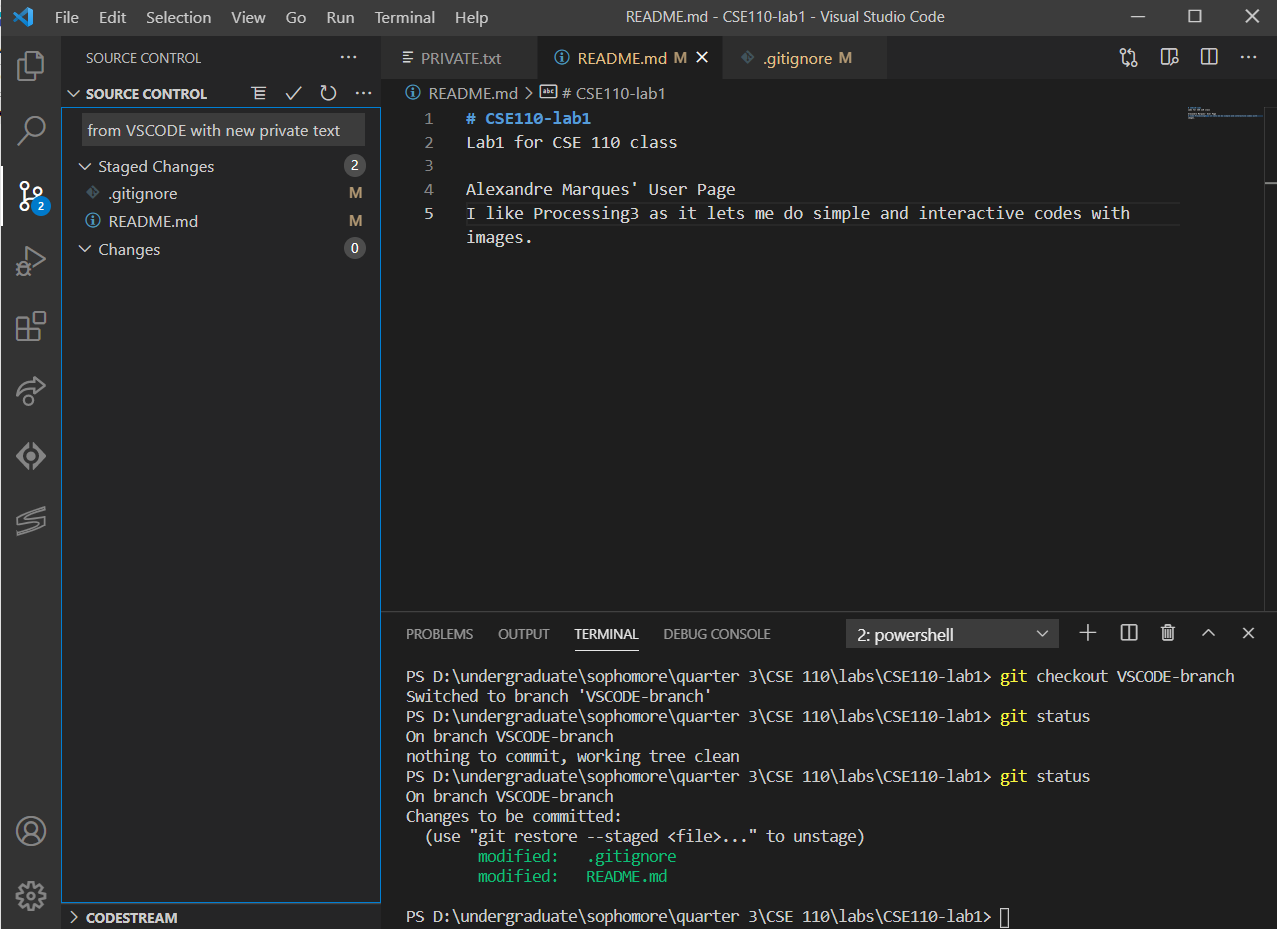 File Edit Selection View Go Run Terminal Help README.md - CSE110-lab1 - Visual Studio Code
SOURCE CONTROL
SOURCE CONTROL
from VSCODE with new private text
Staged Changes 2
.gitignore M
README.md M
Changes 0
2
CODESTREAM
PRIVATE.txt README.md M .gitignore M
README.md > abc # CSE110-lab1
1 # CSE110-lab1
2 Lab1 for CSE 110 class
3
4 Alexandre Marques' User Page
5 I like Processing3 as it lets me do simple and interactive codes with
images.
PROBLEMS OUTPUT TERMINAL DEBUG CONSOLE 2: powershell
PS D:\undergraduate\sophomore\quarter 3\CSE 110\labs\CSE110-lab1> git checkout VSCODE-branch
Switched to branch 'VSCODE-branch'
PS D:\undergraduate\sophomore\quarter 3\CSE 110\labs\CSE110-lab1> git status
On branch VSCODE-branch
nothing to commit, working tree clean
PS D:\undergraduate\sophomore\quarter 3\CSE 110\labs\CSE110-lab1> git status
On branch VSCODE-branch
Changes to be committed:
(use "git restore --staged <file>..." to unstage)
modified: .gitignore
modified: README.md
PS D:\undergraduate\sophomore\quarter 3\CSE 110\labs\CSE110-lab1>